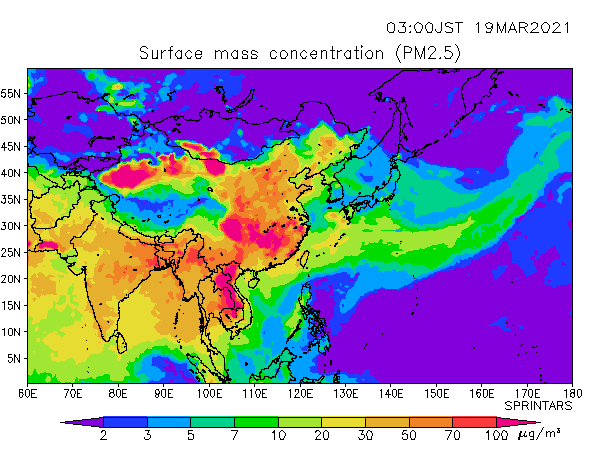 03:00JST 19MAR2021
Surface mass concentration (PM2.5)
55N
50N
45N
40N
35N
30N
25N
20N
15N
10N
5N
60E 70E 80E 90E 100E 110E 120E 130E 140E 150E 160E 170E 180
SPRINTARS
2 3 5 7 10 20 30 50 70 100 μg/m³